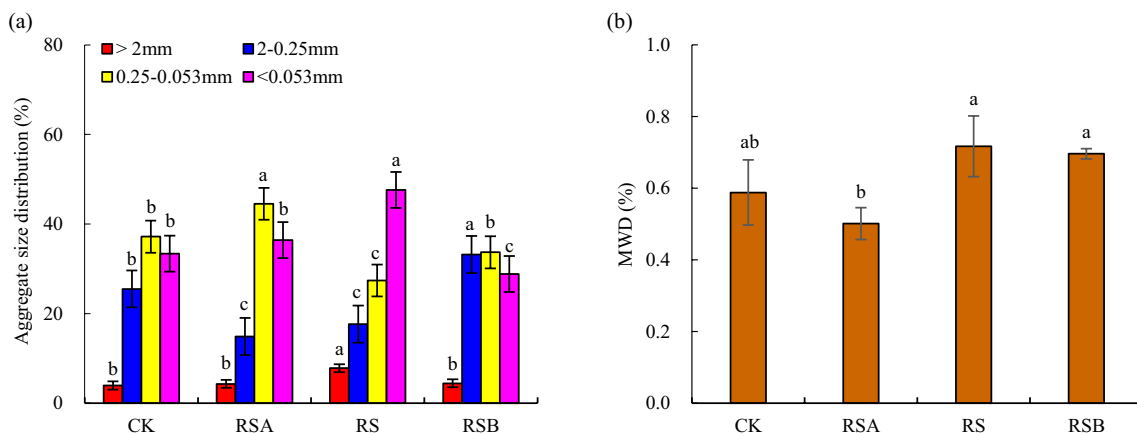 (a)
Aggregate size distribution (%)
80
60
40
20
0
> 2mm 2-0.25mm
0.25-0.053mm <0.053mm
b b b b
b c a b
a c c a
b a b c
CK RSA RS RSB
(b)
MWD (%)
1.0
0.8
0.6
0.4
0.2
0.0
ab b a a
CK RSA RS RSB